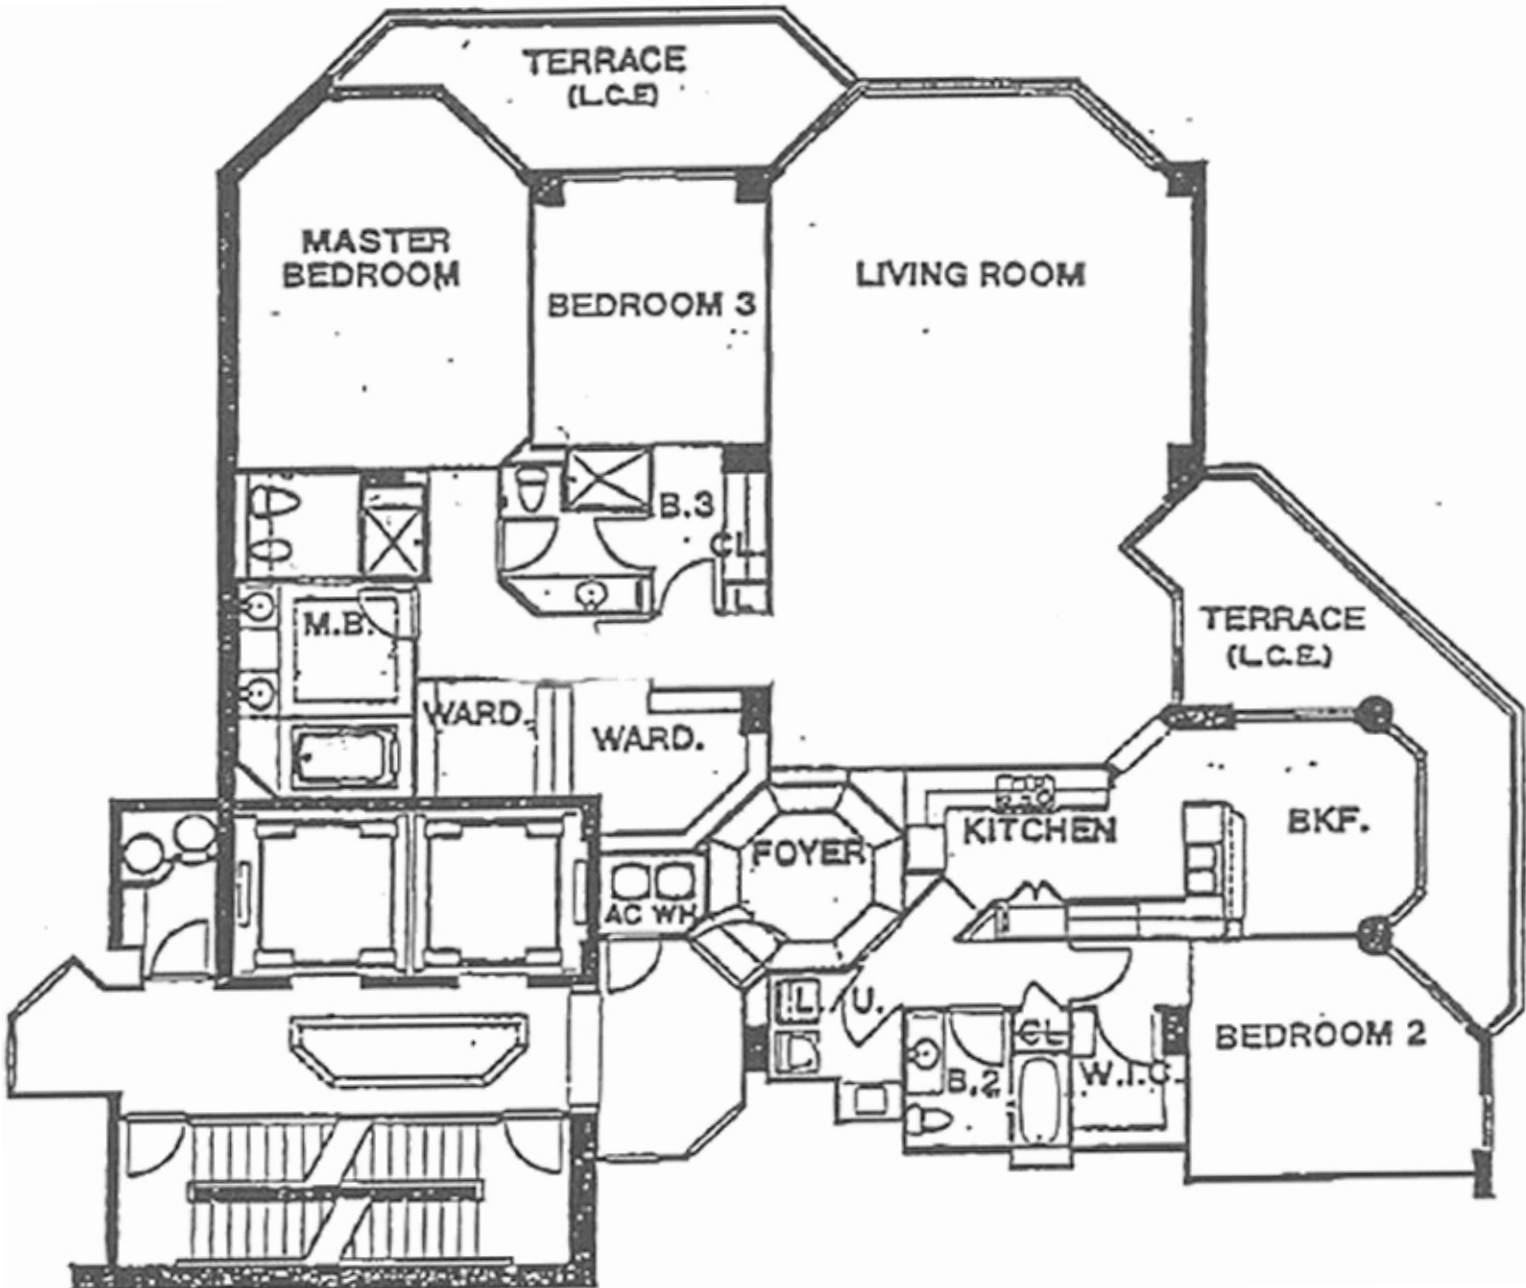 TERRACE
(L.C.E)
MASTER
BEDROOM
BEDROOM 3
LIVING ROOM
B.3
CL.
TERRACE
(L.C.E.)
M.B.
WARD.
WARD.
FOYER
KITCHEN
BKF.
AC WH
L. U.
CL
B.2
W.I.C.
BEDROOM 2